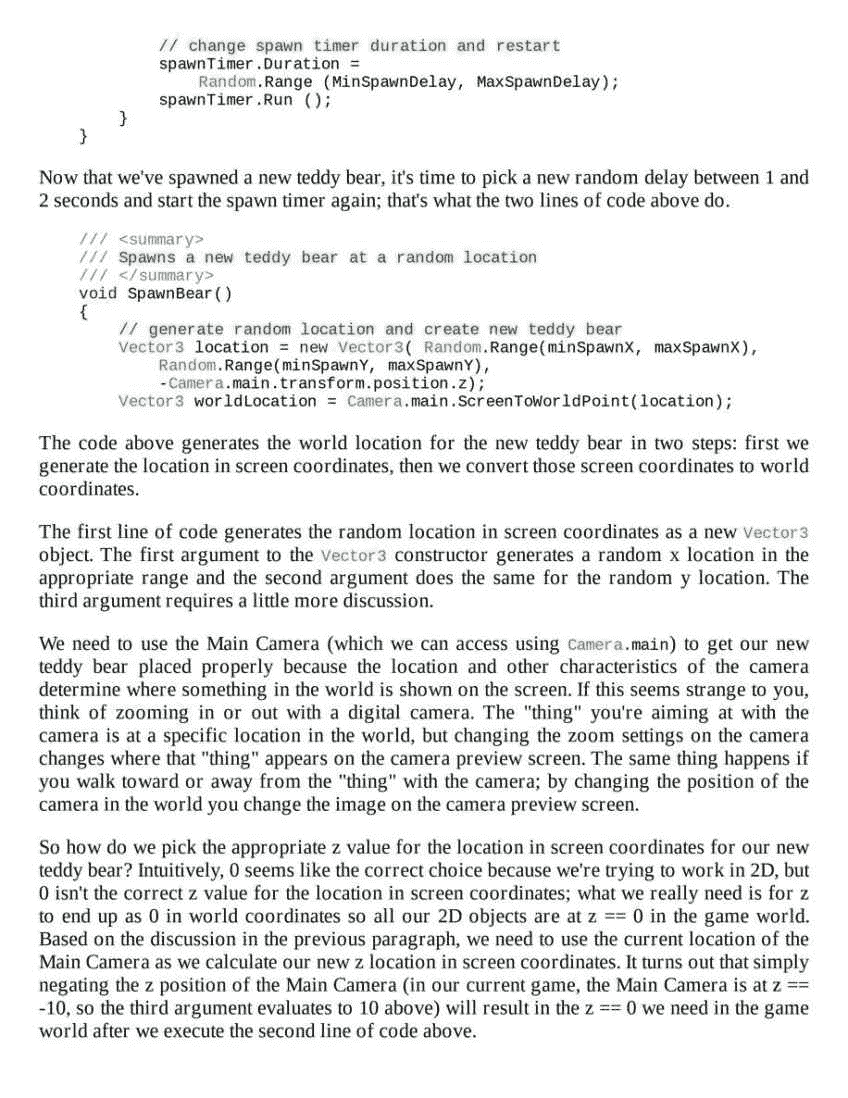 // change spawn timer duration and restart
spawnTimer.Duration =
Random.Range (MinSpawnDelay, MaxSpawnDelay);
spawnTimer.Run ();
}
}
Now that we've spawned a new teddy bear, it's time to pick a new random delay between 1 and
2 seconds and start the spawn timer again; that's what the two lines of code above do.
/// <summary>
/// Spawns a new teddy bear at a random location
/// </summary>
void SpawnBear()
{
// generate random location and create new teddy bear
Vector3 location = new Vector3( Random.Range(minSpawnX, maxSpawnX),
Random.Range(minSpawnY, maxSpawnY),
-Camera.main.transform.position.z);
Vector3 worldLocation = Camera.main.ScreenToWorldPoint(location);
The code above generates the world location for the new teddy bear in two steps: first we
generate the location in screen coordinates, then we convert those screen coordinates to world
coordinates.
The first line of code generates the random location in screen coordinates as a new Vector3
object. The first argument to the Vector3 constructor generates a random x location in the
appropriate range and the second argument does the same for the random y location. The
third argument requires a little more discussion.
We need to use the Main Camera (which we can access using Camera.main) to get our new
teddy bear placed properly because the location and other characteristics of the camera
determine where something in the world is shown on the screen. If this seems strange to you,
think of zooming in or out with a digital camera. The "thing" you're aiming at with the
camera is at a specific location in the world, but changing the zoom settings on the camera
changes where that "thing" appears on the camera preview screen. The same thing happens if
you walk toward or away from the "thing" with the camera; by changing the position of the
camera in the world you change the image on the camera preview screen.
So how do we pick the appropriate z value for the location in screen coordinates for our new
teddy bear? Intuitively, 0 seems like the correct choice because we're trying to work in 2D, but
0 isn't the correct z value for the location in screen coordinates; what we really need is for z
to end up as 0 in world coordinates so all our 2D objects are at z == 0 in the game world.
Based on the discussion in the previous paragraph, we need to use the current location of the
Main Camera as we calculate our new z location in screen coordinates. It turns out that simply
negating the z position of the Main Camera (in our current game, the Main Camera is at z ==
-10, so the third argument evaluates to 10 above) will result in the z == 0 we need in the game
world after we execute the second line of code above.